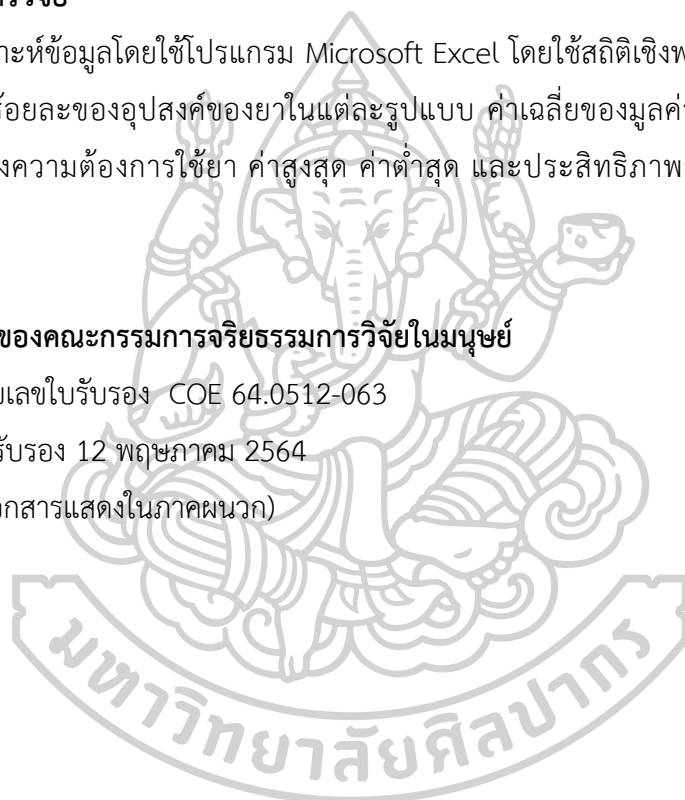 าะห์ข้อมูลโดยใช้โปรแกรม Microsoft Excel โดยใช้สถิติเชิงพ
ร้อยละของอุปสงค์ของยาในแต่ละรูปแบบ ค่าเฉลี่ยของมูลค่า
งความต้องการใช้ยา ค่าสูงสุด ค่าต่ำสุด และประสิทธิภาพ
ของคณะกรรมการจริยธรรมการวิจัยในมนุษย์
เลขใบรับรอง COE 64.0512-063
รับรอง 12 พฤษภาคม 2564
อกสารแสดงในภาคผนวก)
มหาวิทยาลัยศิลปากร